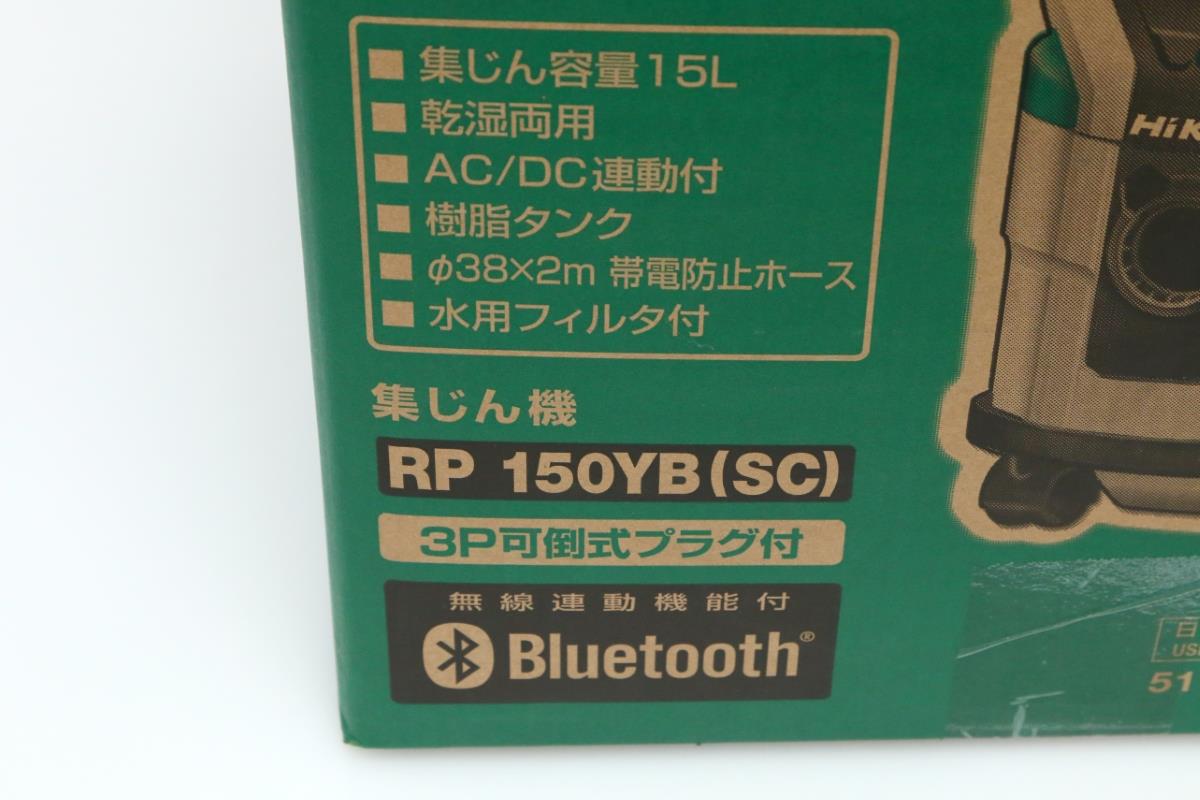 ■ 集じん容量15L
■ 乾湿両用
■ AC/DC連動付
■ 樹脂タンク
■ φ38×2m 帯電防止ホース
■ 水用フィルタ付
集じん機
RP 150YB(SC)
3P可倒式プラグ付
無線連動機能付
Bluetooth®
HiK
51